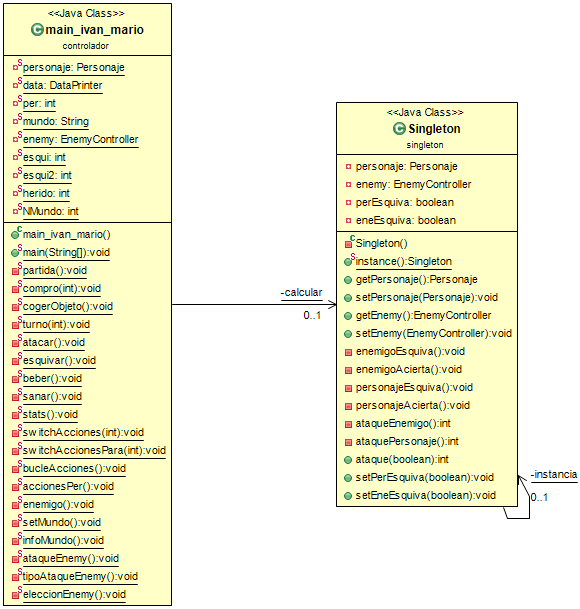 <<Java Class>>
main_ivan_mario
controlador
personaje: Personaje
data: DataPrinter
per: int
mundo: String
enemy: EnemyController
esqui: int
esqui2: int
herido: int
NMundo: int
main_ivan_mario()
main(String[]):void
partida():void
compro(int):void
cogerObjeto():void
turno(int):void
atacar():void
esquivar():void
beber():void
sanar():void
stats():void
switchAcciones(int):void
switchAccionesPara(int):void
bucleAcciones():void
accionesPer():void
enemigo():void
setMundo():void
infoMundo():void
ataqueEnemy():void
tipoAtaqueEnemy():void
eleccionEnemy():void
-calcular
0..1
<<Java Class>>
Singleton
singleton
personaje: Personaje
enemy: EnemyController
perEsquiva: boolean
eneEsquiva: boolean
Singleton()
instance():Singleton
getPersonaje():Personaje
setPersonaje(Personaje):void
getEnemy():EnemyController
setEnemy(EnemyController):void
enemigoEsquiva():void
enemigoAcierta():void
personajeEsquiva():void
personajeAcierta():void
ataqueEnemigo():int
ataquePersonaje():int
ataque(boolean):int
setPerEsquiva(boolean):void
setEneEsquiva(boolean):void
-instancia
0..1